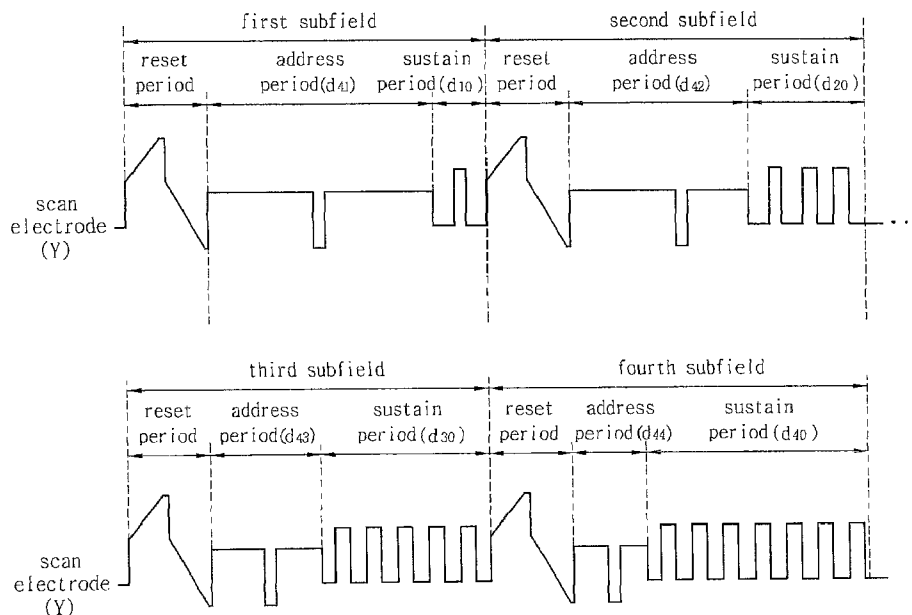 first subfield
second subfield
reset period
address period(d41)
sustain period(d10)
reset period
address period(d42)
sustain period(d20)
scan electrode (Y)
third subfield
fourth subfield
reset period
address period(d43)
sustain period(d30)
reset period
address period(d44)
sustain period(d40)
scan electrode (Y)